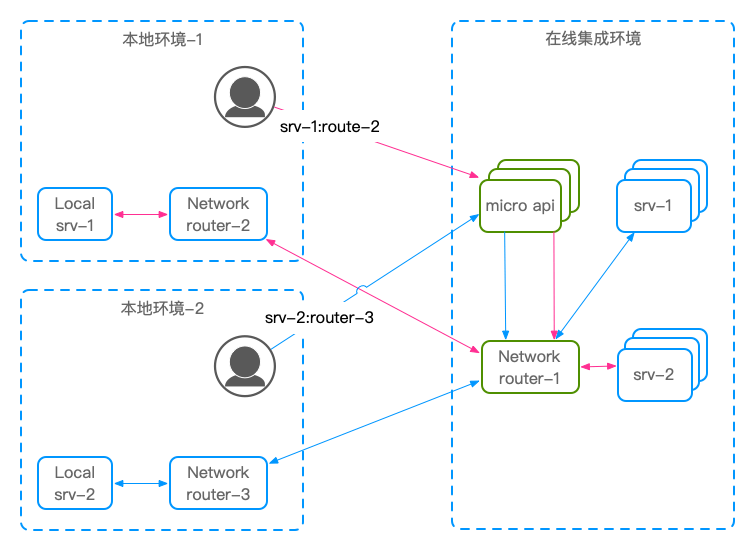 本地环境-1
在线集成环境
srv-1:route-2
Local
srv-1
Network
router-2
micro api
srv-1
本地环境-2
srv-2:router-3
Network
router-1
srv-2
Local
srv-2
Network
router-3